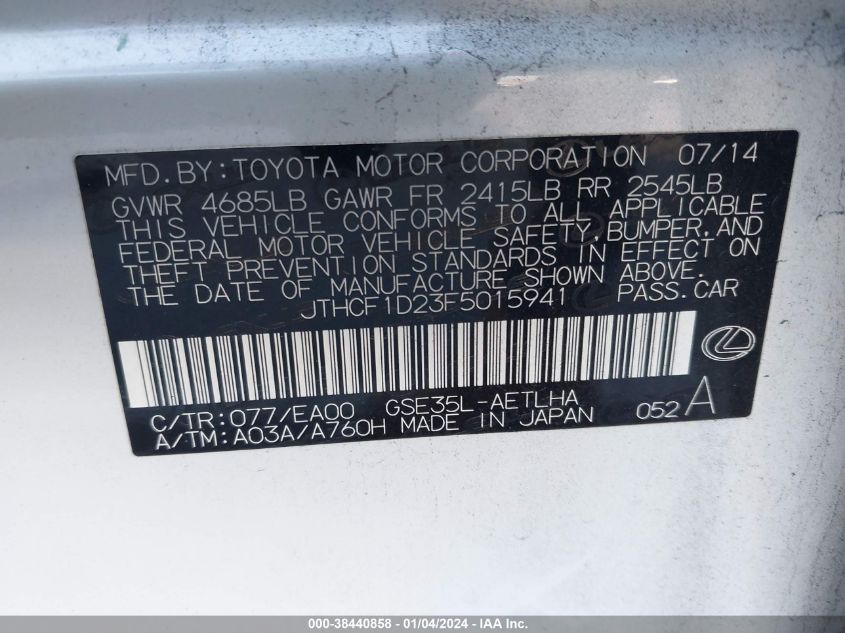 MFD.BY:TOYOTA MOTOR CORPORATION 07/14
GVWR 4685LB GAWR FR 2415LB RR 2545LB
THIS VEHICLE CONFORMS TO ALL APPLICABLE
FEDERAL MOTOR VEHICLE SAFETY,BUMPER,AND
THEFT PREVENTION STANDARDS IN EFFECT ON
THE DATE OF MANUFACTURE SHOWN ABOVE.
JTHCF1D23F5015941 PASS.CAR
C/TR:077/EA00 GSE35L-AETLHA
A/TM:A03A/A760H MADE IN JAPAN 052A
000-38440858 - 01/04/2024 - IAA Inc.